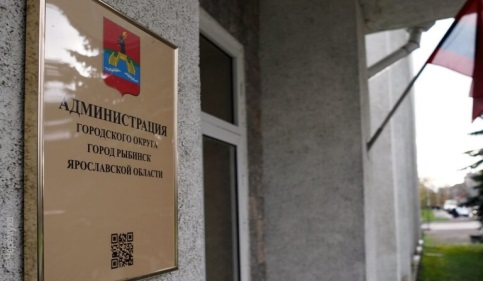 АДМИНИСТРАЦИЯ
ГОРОДСКОГО ОКРУГА
ГОРОД РЫБИНСК
ЯРОСЛАВСКОЙ ОБЛАСТИ